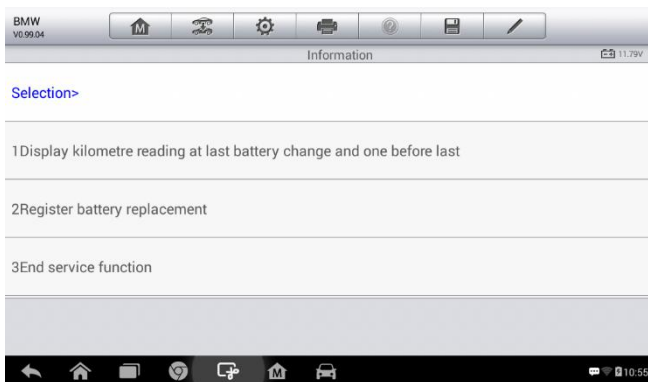 BMW
V0.99.04
M
?
Information
11.79V
Selection>
1Display kilometre reading at last battery change and one before last
2Register battery replacement
3End service function
M
10:55